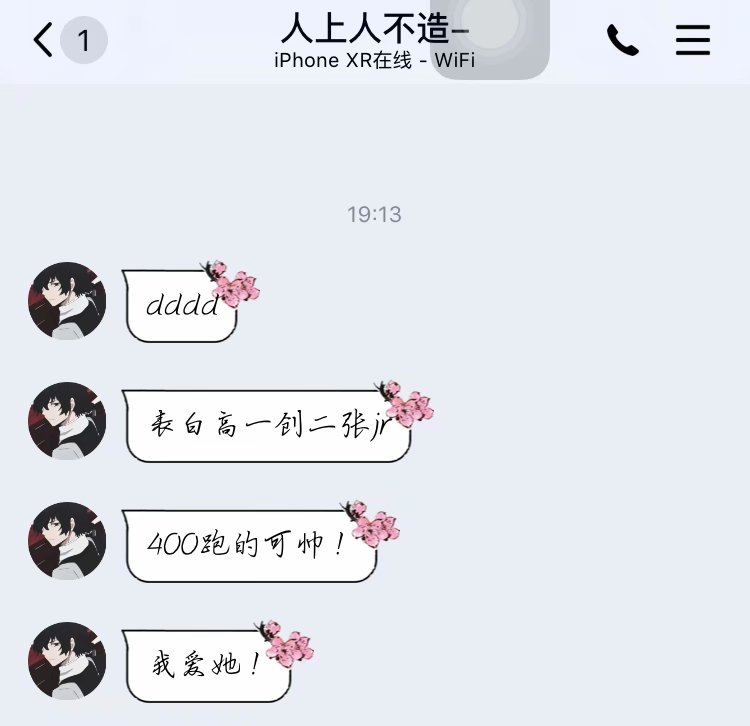 1
人上人不造-
iPhone XR在线 - WiFi
19:13
dddd
表白高一创二张jr
400跑的可帅！
我爱她！